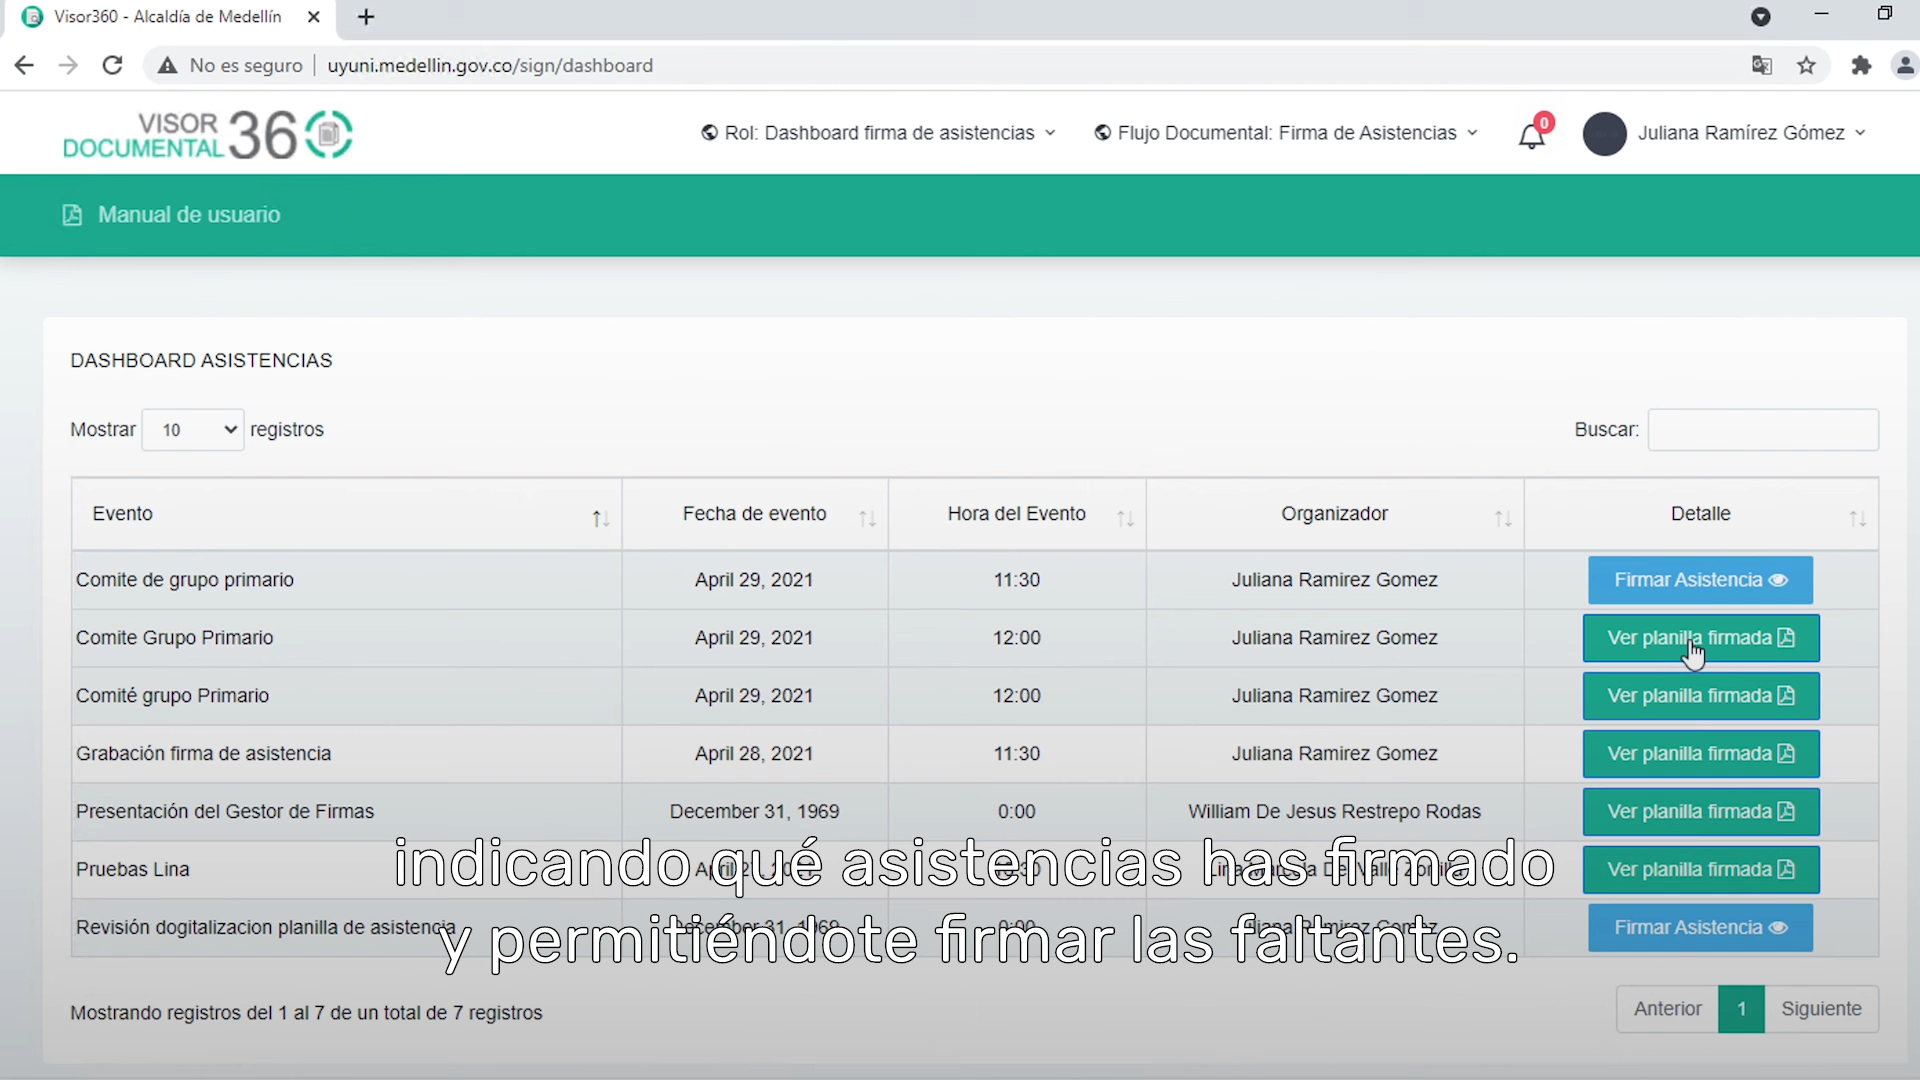 Visor360 - Alcaldía de Medellín
No es seguro uyuni.medellin.gov.co/sign/dashboard
VISOR DOCUMENTAL 360
Rol: Dashboard firma de asistencias
Flujo Documental: Firma de Asistencias
0
Juliana Ramírez Gómez
Manual de usuario
DASHBOARD ASISTENCIAS
Mostrar 10 registros
Buscar:
Evento Fecha de evento Hora del Evento Organizador Detalle
Comite de grupo primario April 29, 2021 11:30 Juliana Ramirez Gomez Firmar Asistencia
Comite Grupo Primario April 29, 2021 12:00 Juliana Ramirez Gomez Ver planilla firmada
Comité grupo Primario April 29, 2021 12:00 Juliana Ramirez Gomez Ver planilla firmada
Grabación firma de asistencia April 28, 2021 11:30 Juliana Ramirez Gomez Ver planilla firmada
Presentación del Gestor de Firmas December 31, 1969 0:00 William De Jesus Restrepo Rodas Ver planilla firmada
Pruebas Lina Ver planilla firmada
Revisión dogitalizacion planilla de asistencia December 31, 1969 0:00 Juliana Ramirez Gomez Firmar Asistencia
indicando qué asistencias has firmado
y permitiéndote firmar las faltantes.
Mostrando registros del 1 al 7 de un total de 7 registros
Anterior 1 Siguiente